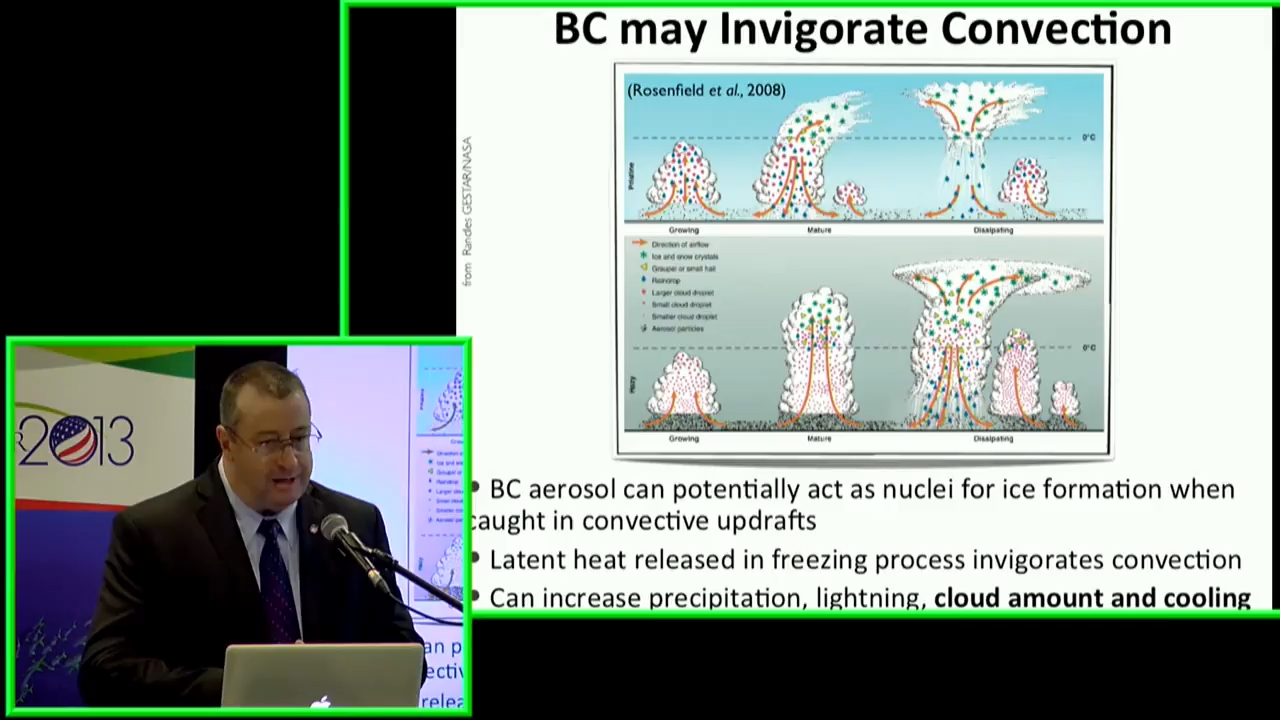 BC may Invigorate Convection
(Rosenfield et al., 2008)
from Randles GESTAR/NASA
0°C
Pristine
Growing
Mature
Dissipating
Direction of airflow
Ice and snow crystals
Graupel or small hail
Raindrop
Larger cloud droplet
Small cloud droplet
Smaller cloud droplet
Aerosol particles
0°C
Hazy
Growing
Mature
Dissipating
BC aerosol can potentially act as nuclei for ice formation when
caught in convective updrafts
Latent heat released in freezing process invigorates convection
Can increase precipitation, lightning, cloud amount and cooling
2013